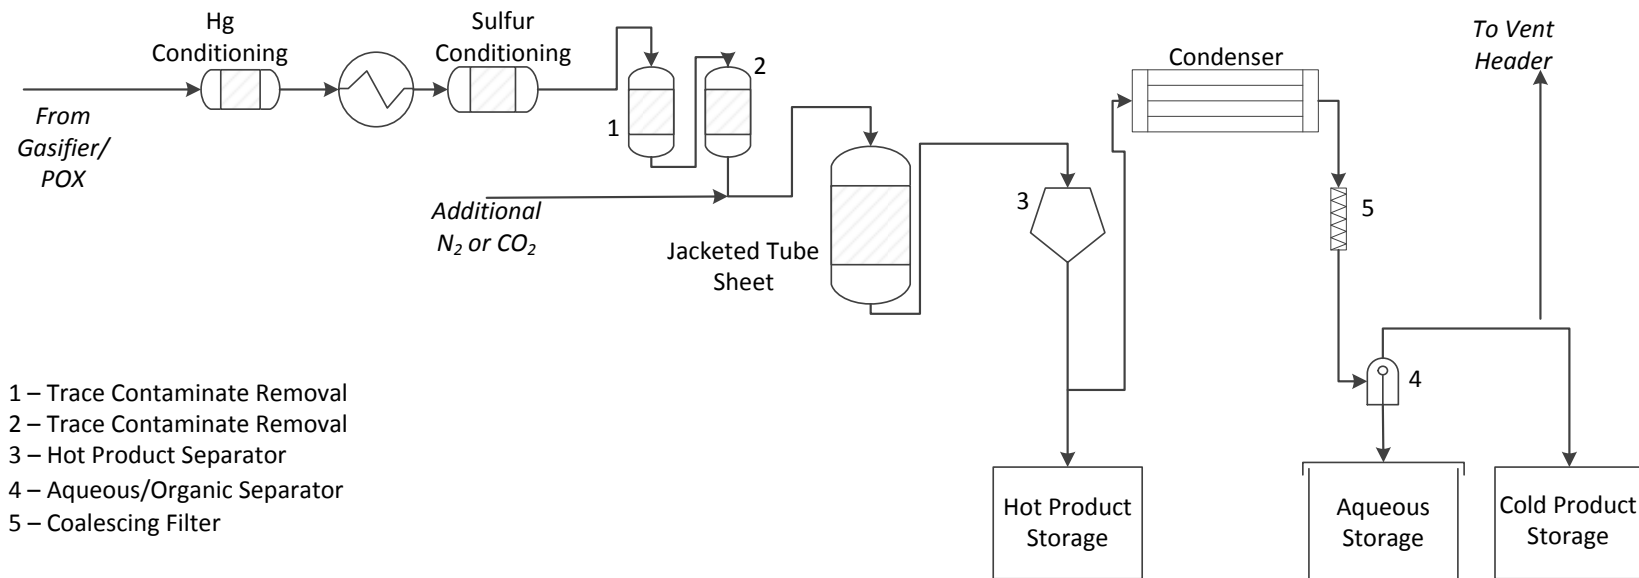 Hg
Conditioning
Sulfur
Conditioning
From
Gasifier/
POX
1
2
Additional
N₂ or CO₂
Jacketed Tube
Sheet
3
Condenser
5
To Vent
Header
4
1 – Trace Contaminate Removal
2 – Trace Contaminate Removal
3 – Hot Product Separator
4 – Aqueous/Organic Separator
5 – Coalescing Filter
Hot Product
Storage
Aqueous
Storage
Cold Product
Storage